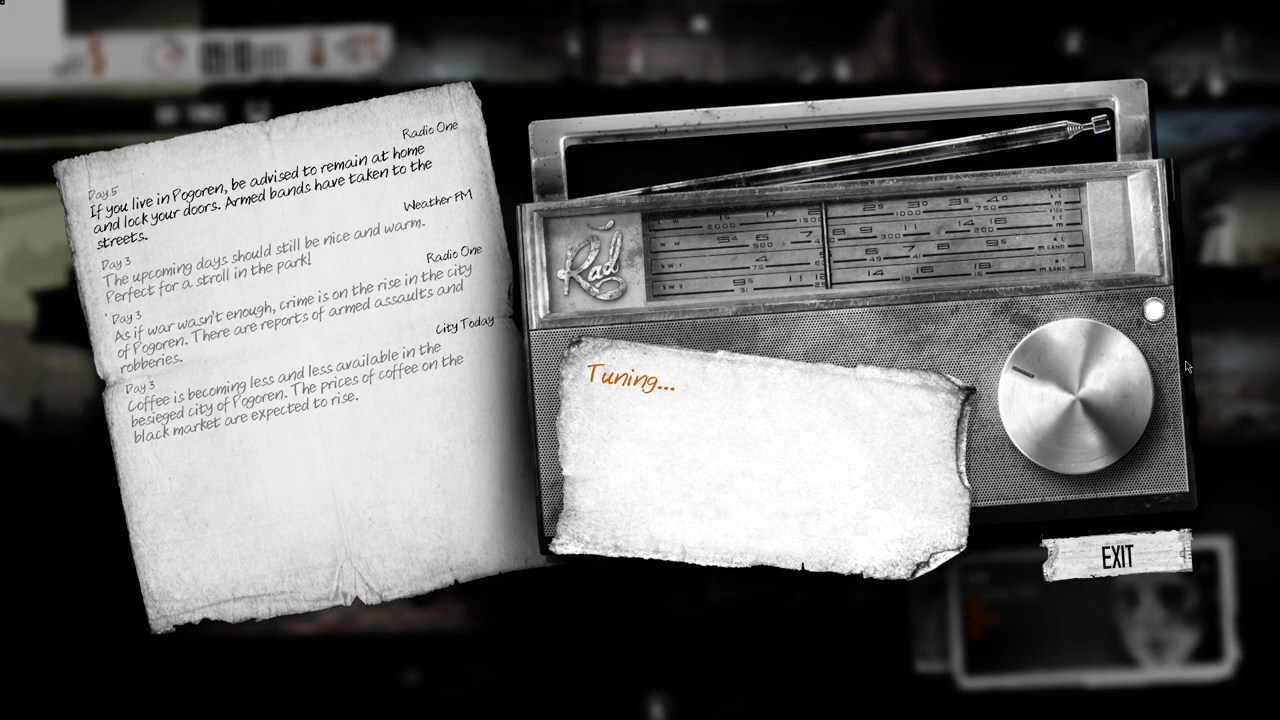 Radio One
Day 5
If you live in Pogoren, be advised to remain at home
and lock your doors. Armed bands have taken to the
streets.
Weather FM
Day 3
The upcoming days should still be nice and warm.
Perfect for a stroll in the park!
Radio One
Day 3
As if war wasn't enough, crime is on the rise in the city
of Pogoren. There are reports of armed assaults and
robberies.
City Today
Day 3
Coffee is becoming less and less available in the
besieged city of Pogoren. The prices of coffee on the
black market are expected to rise.
Rad
Tuning...
EXIT